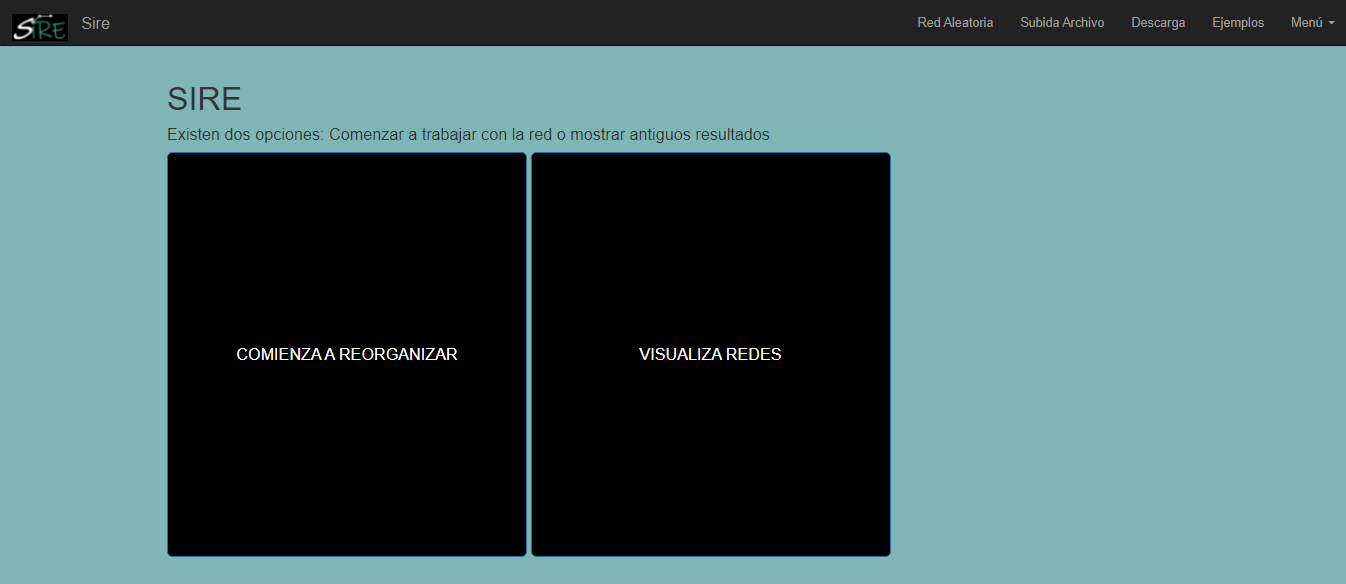 SIRE Sire Red Aleatoria Subida Archivo Descarga Ejemplos Menú
SIRE
Existen dos opciones: Comenzar a trabajar con la red o mostrar antiguos resultados
COMIENZA A REORGANIZAR VISUALIZA REDES